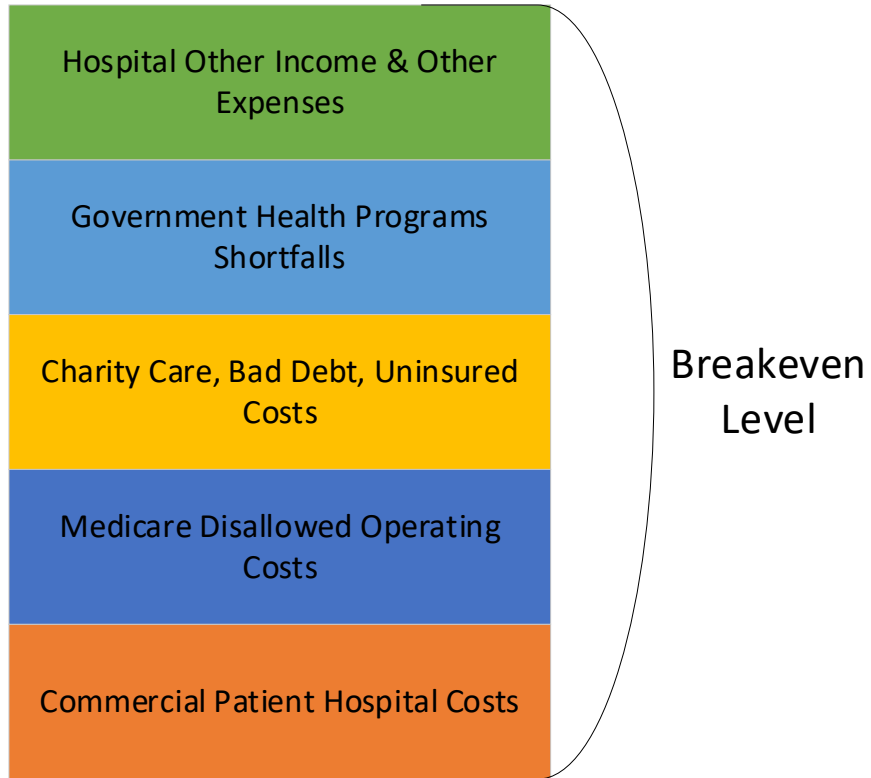 Hospital Other Income & Other
Expenses
Government Health Programs
Shortfalls
Charity Care, Bad Debt, Uninsured
Costs
Medicare Disallowed Operating
Costs
Commercial Patient Hospital Costs
Breakeven
Level